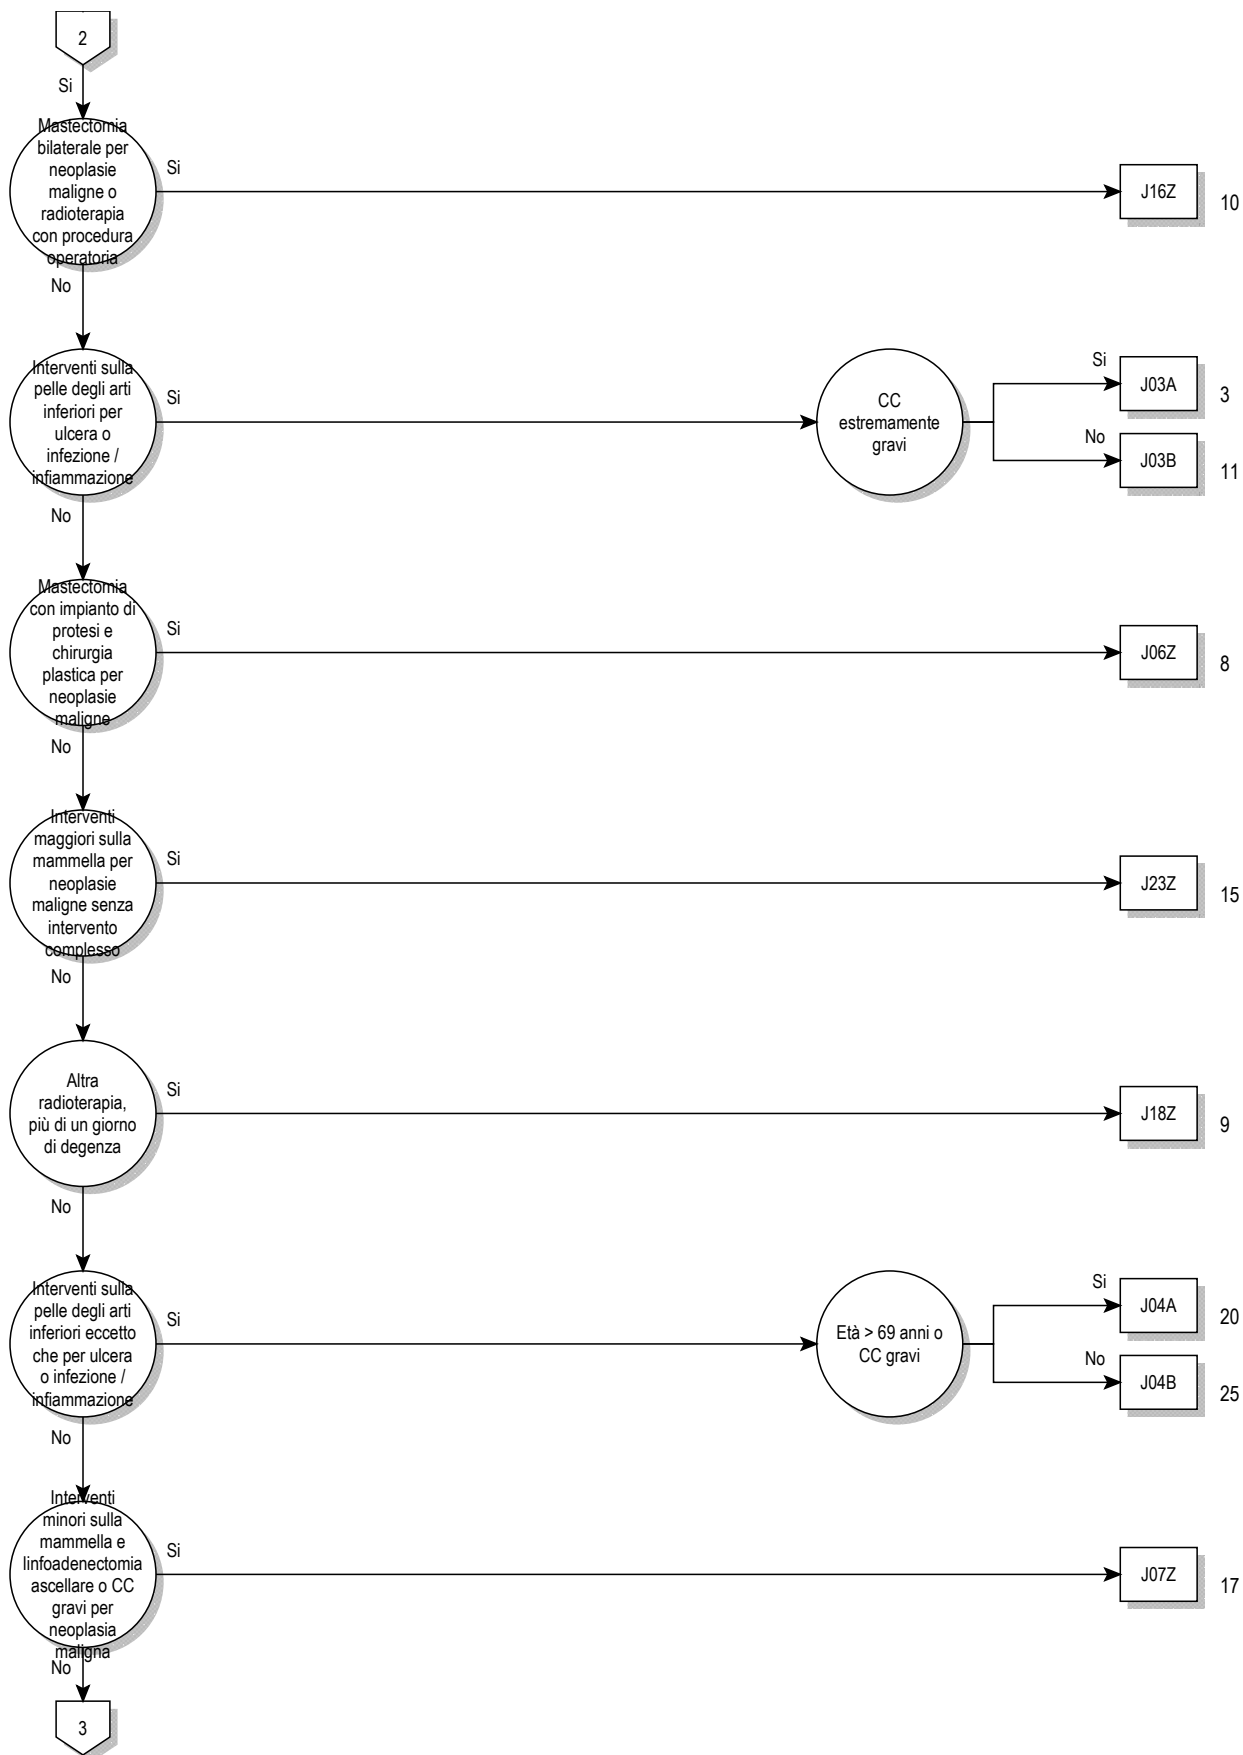 2
Si
Mastectomia
bilaterale per
neoplasie
maligne o
radioterapia
con procedura
operatoria
Si
J16Z
10
No
Interventi sulla
pelle degli arti
inferiori per
ulcera o
infezione /
infiammazione
Si
CC
estremamente
gravi
Si
J03A
3
No
J03B
11
No
Mastectomia
con impianto di
protesi e
chirurgia
plastica per
neoplasie
maligne
Si
J06Z
8
No
Interventi
maggiori sulla
mammella per
neoplasie
maligne senza
intervento
complesso
Si
J23Z
15
No
Altra
radioterapia,
più di un giorno
di degenza
Si
J18Z
9
No
Interventi sulla
pelle degli arti
inferiori eccetto
che per ulcera
o infezione /
infiammazione
Si
Età > 69 anni o
CC gravi
Si
J04A
20
No
J04B
25
No
Interventi
minori sulla
mammella e
linfoadenectomia
ascellare o CC
gravi per
neoplasia
maligna
Si
J07Z
17
No
3